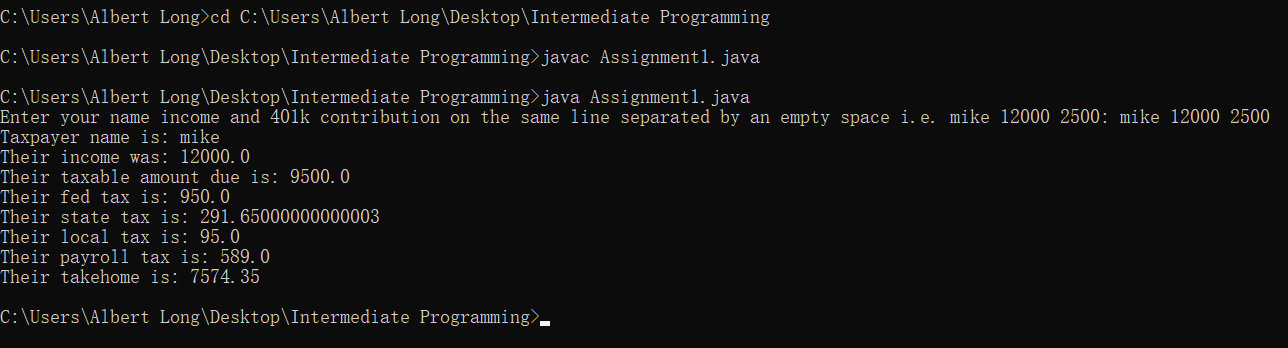 C:\Users\Albert Long>cd C:\Users\Albert Long\Desktop\Intermediate Programming
C:\Users\Albert Long\Desktop\Intermediate Programming>javac Assignment1.java
C:\Users\Albert Long\Desktop\Intermediate Programming>java Assignment1.java
Enter your name income and 401k contribution on the same line separated by an empty space i.e. mike 12000 2500: mike 12000 2500
Taxpayer name is: mike
Their income was: 12000.0
Their taxable amount due is: 9500.0
Their fed tax is: 950.0
Their state tax is: 291.65000000000003
Their local tax is: 95.0
Their payroll tax is: 589.0
Their takehome is: 7574.35
C:\Users\Albert Long\Desktop\Intermediate Programming>